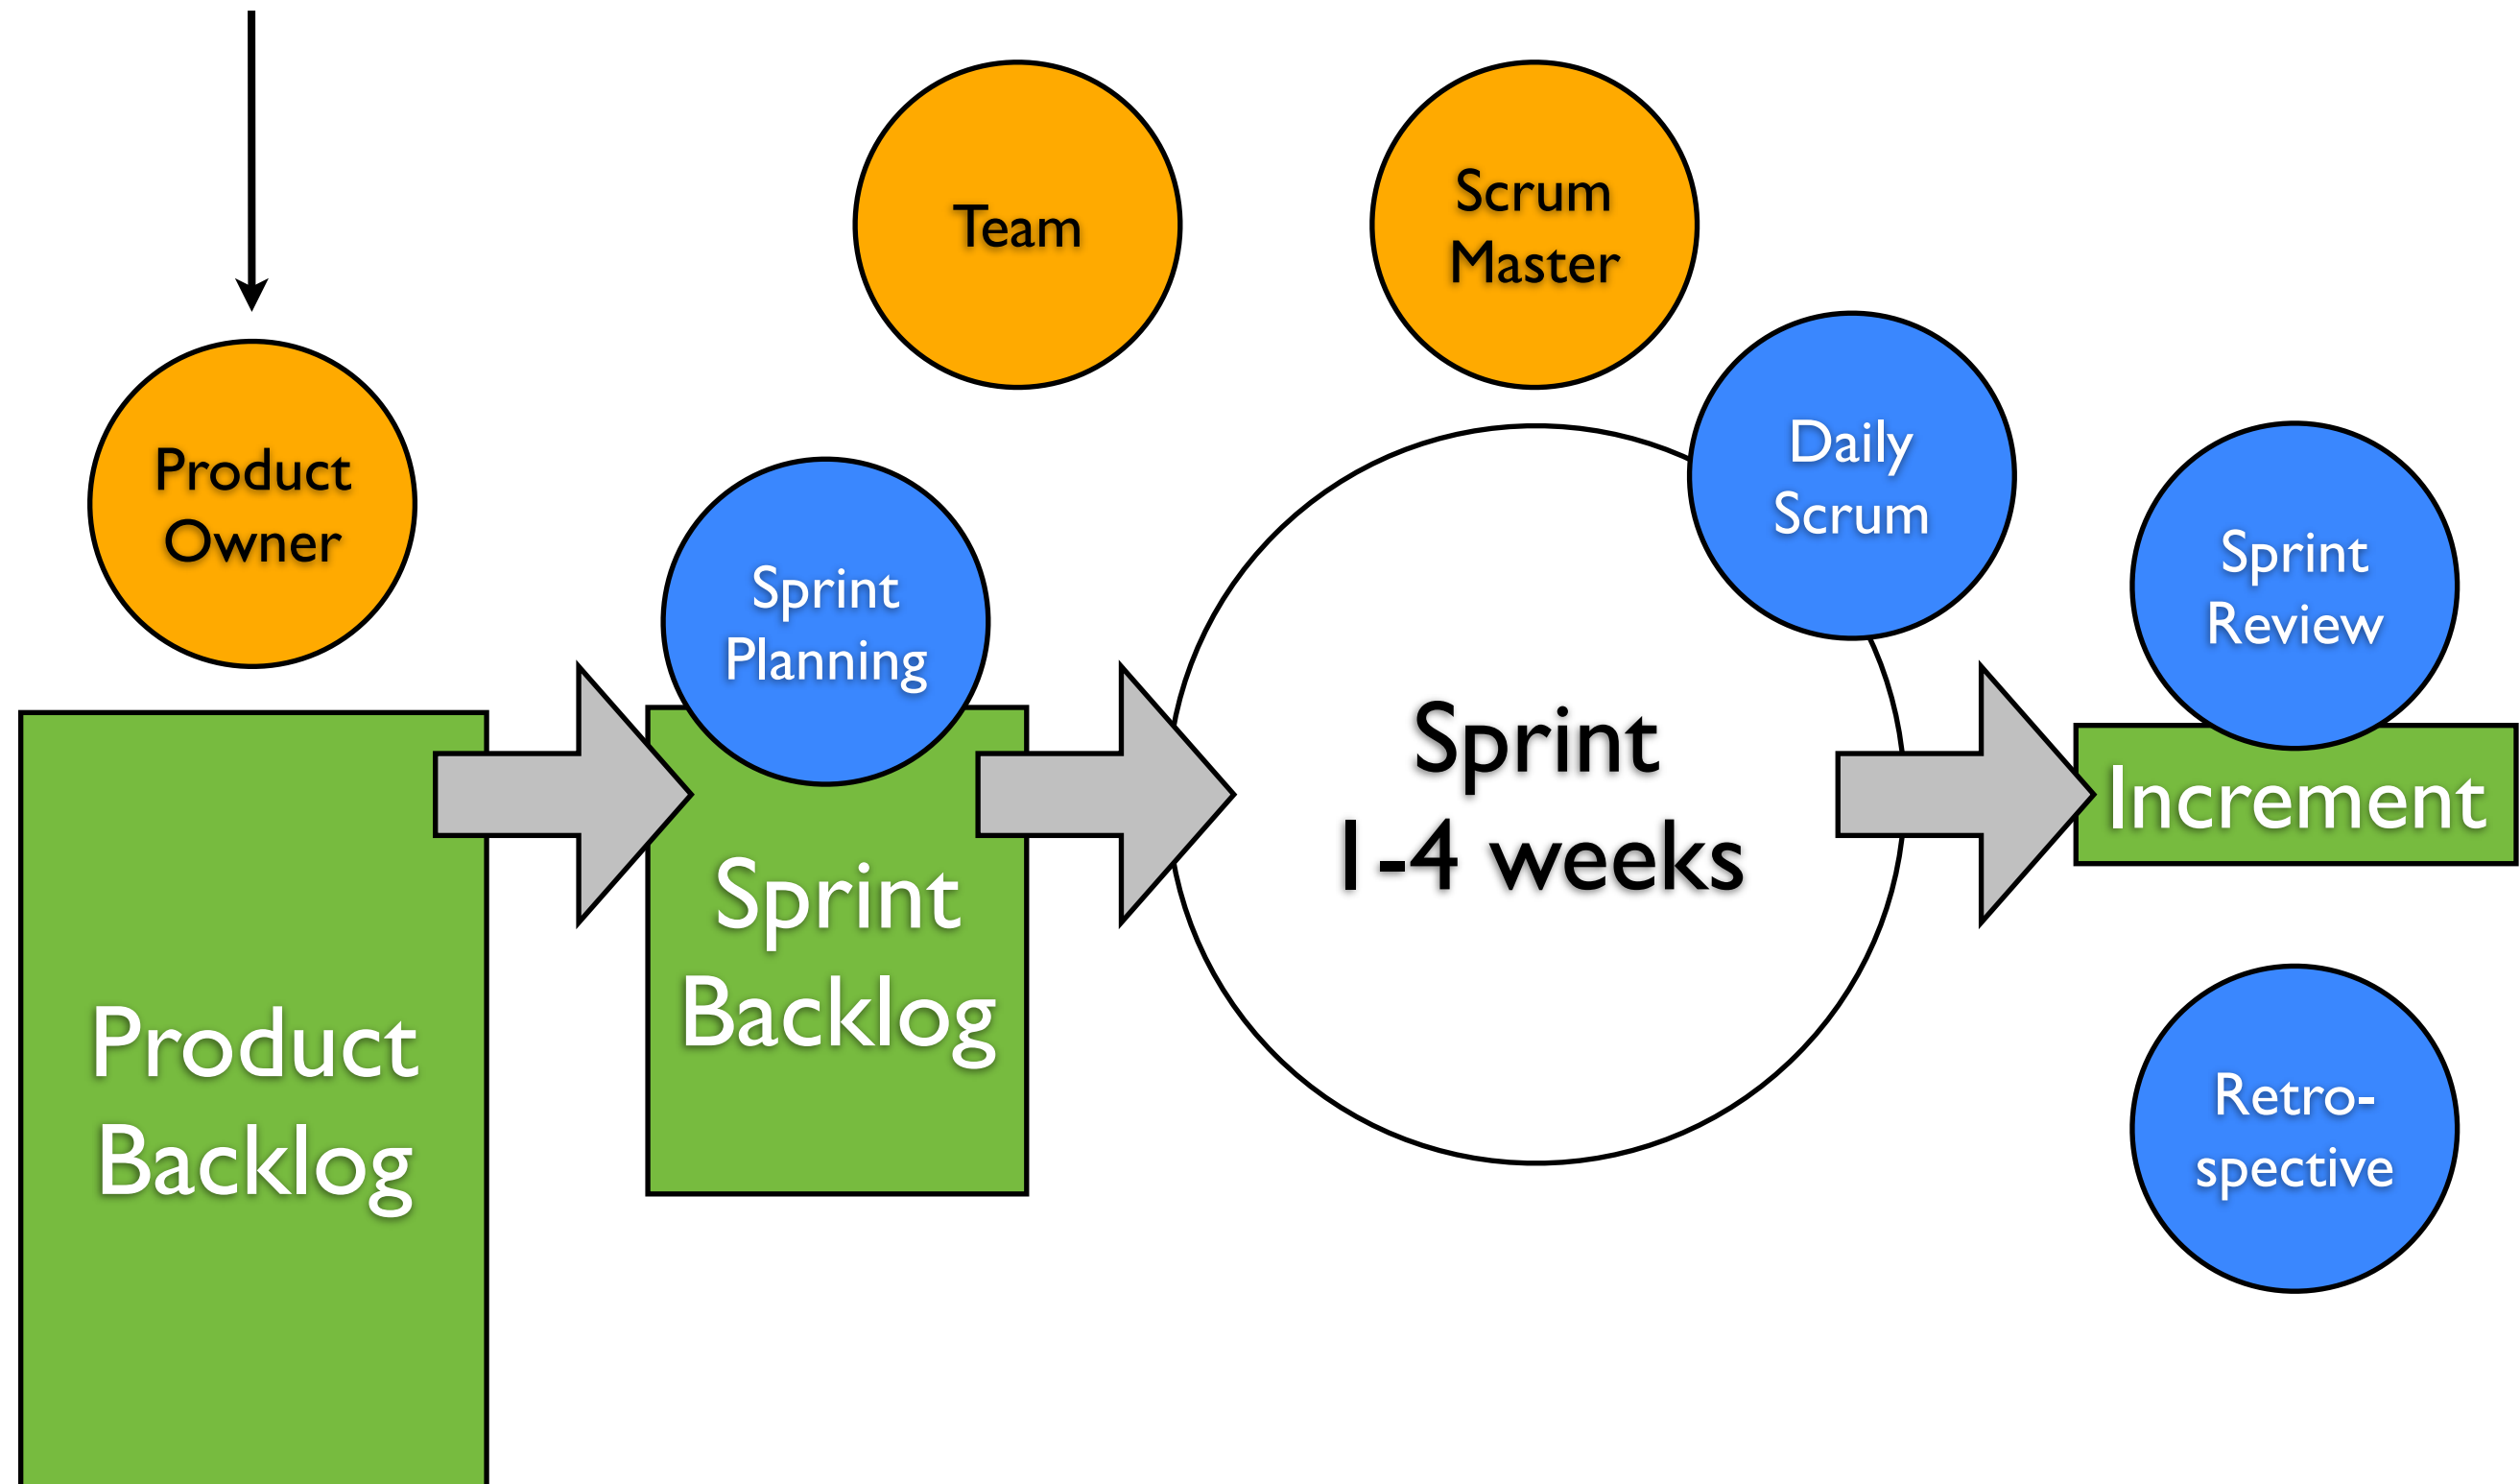 Team
Scrum
Master
Product
Owner
Sprint
Planning
Daily
Scrum
Sprint
Review
Product
Backlog
Sprint
Backlog
Sprint
1-4 weeks
Increment
Retro-
spective